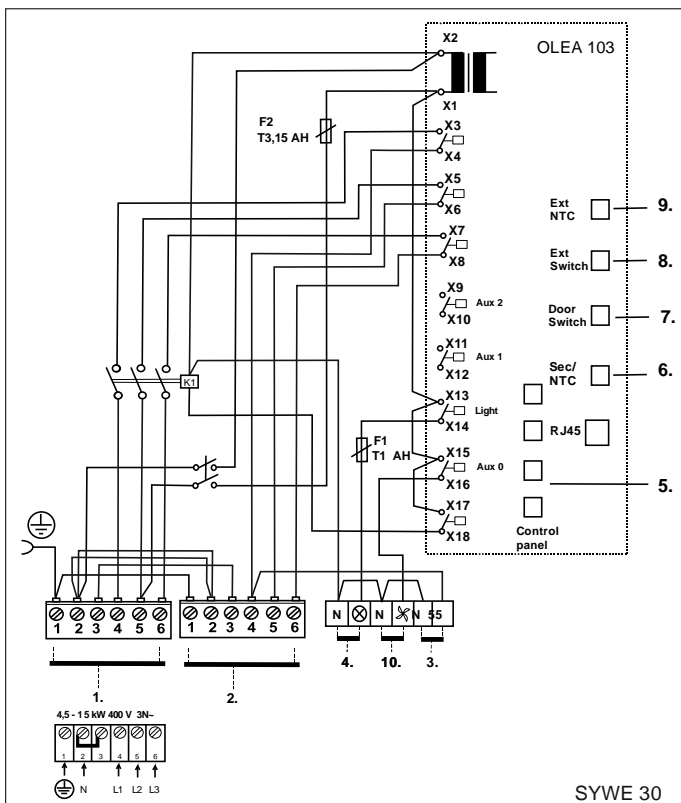 OLEA 103
X2
X1
F2
T3,15 AH
X3
X4
X5
X6
X7
X8
X9
Aux 2
X10
X11
Aux 1
X12
X13
Light
X14
X15
Aux 0
X16
X17
X18
Ext
NTC
9.
Ext
Switch
8.
Door
Switch
7.
Sec/
NTC
6.
RJ45
5.
Control
panel
K1
F1
T1 AH
1 2 3 4 5 6
1 2 3 4 5 6
N N N 55
1.
2.
4. 10. 3.
4,5 - 15 kW 400 V 3N~
1 2 3 4 5 6
N L1 L2 L3
SYWE 30